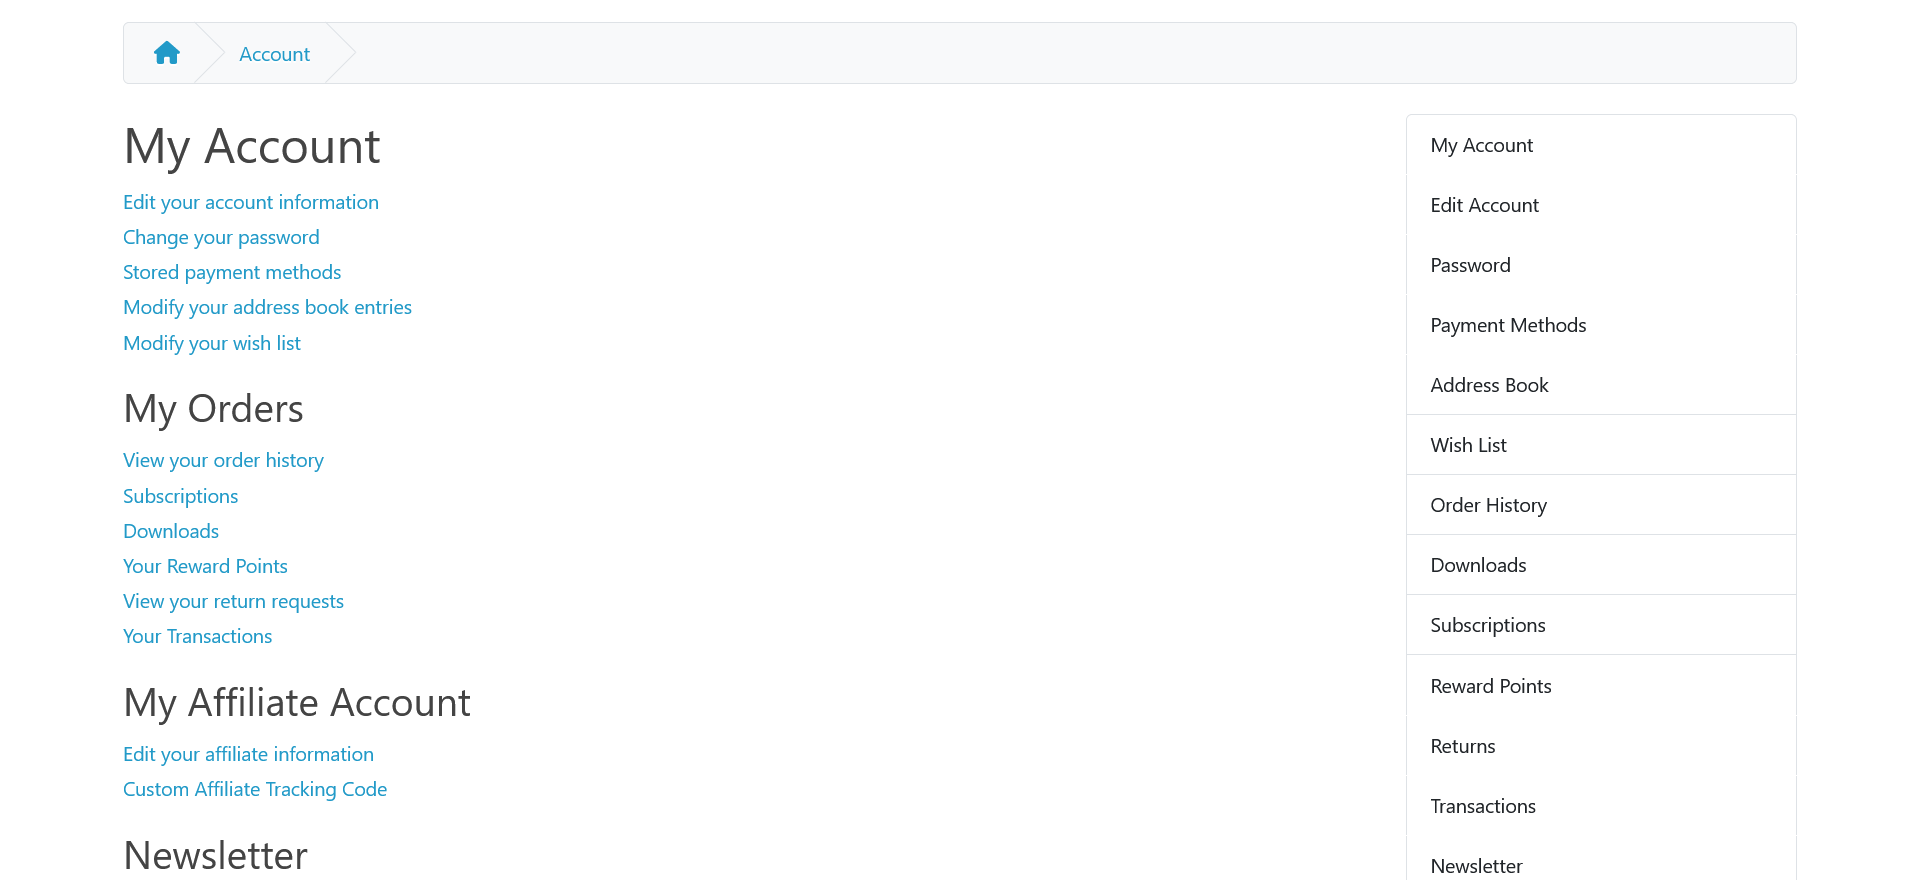 Account
My Account
Edit your account information
Change your password
Stored payment methods
Modify your address book entries
Modify your wish list
My Orders
View your order history
Subscriptions
Downloads
Your Reward Points
View your return requests
Your Transactions
My Affiliate Account
Edit your affiliate information
Custom Affiliate Tracking Code
Newsletter
My Account
Edit Account
Password
Payment Methods
Address Book
Wish List
Order History
Downloads
Subscriptions
Reward Points
Returns
Transactions
Newsletter